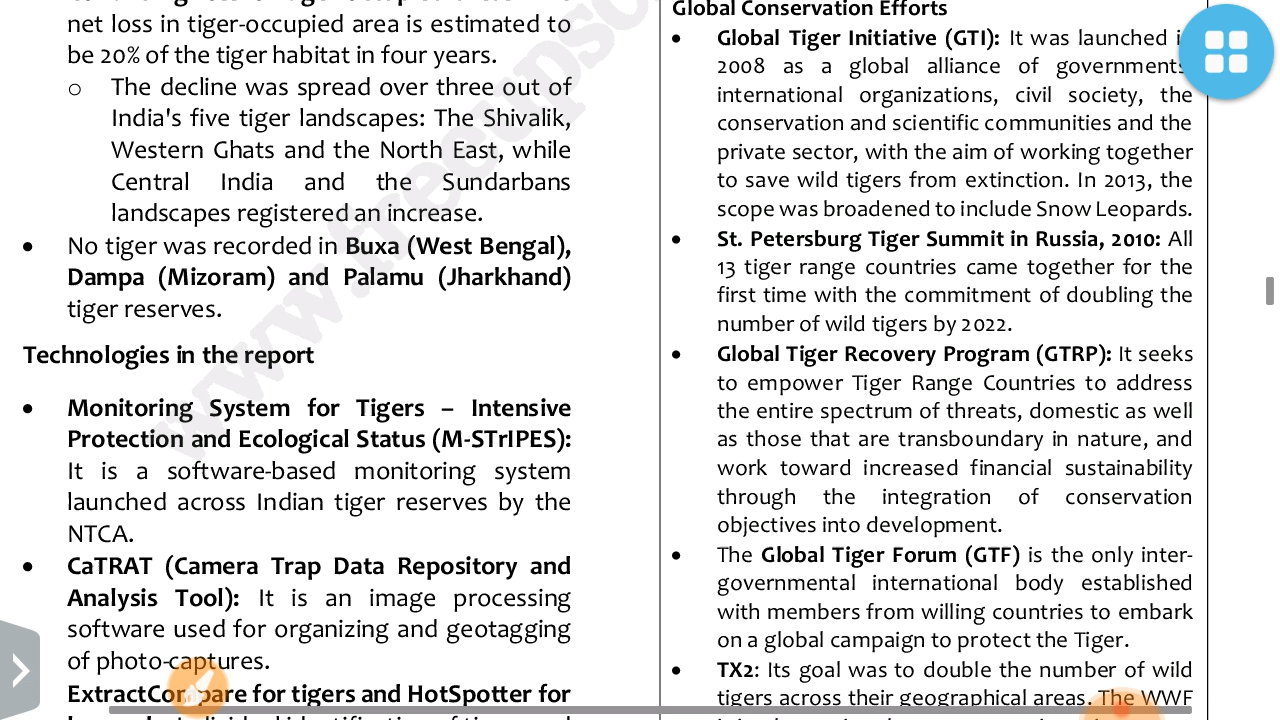 net loss in tiger-occupied area is estimated to
be 20% of the tiger habitat in four years.
o The decline was spread over three out of
India's five tiger landscapes: The Shivalik,
Western Ghats and the North East, while
Central India and the Sundarbans
landscapes registered an increase.
• No tiger was recorded in Buxa (West Bengal),
Dampa (Mizoram) and Palamu (Jharkhand)
tiger reserves.
Technologies in the report
• Monitoring System for Tigers – Intensive
Protection and Ecological Status (M-STrIPES):
It is a software-based monitoring system
launched across Indian tiger reserves by the
NTCA.
• CaTRAT (Camera Trap Data Repository and
Analysis Tool): It is an image processing
software used for organizing and geotagging
of photo-captures.
ExtractCompare for tigers and HotSpotter for
Global Conservation Efforts
• Global Tiger Initiative (GTI): It was launched
2008 as a global alliance of governments
international organizations, civil society, the
conservation and scientific communities and the
private sector, with the aim of working together
to save wild tigers from extinction. In 2013, the
scope was broadened to include Snow Leopards.
• St. Petersburg Tiger Summit in Russia, 2010: All
13 tiger range countries came together for the
first time with the commitment of doubling the
number of wild tigers by 2022.
• Global Tiger Recovery Program (GTRP): It seeks
to empower Tiger Range Countries to address
the entire spectrum of threats, domestic as well
as those that are transboundary in nature, and
work toward increased financial sustainability
through the integration of conservation
objectives into development.
• The Global Tiger Forum (GTF) is the only inter-
governmental international body established
with members from willing countries to embark
on a global campaign to protect the Tiger.
• TX2: Its goal was to double the number of wild
tigers across their geographical areas. The WWF